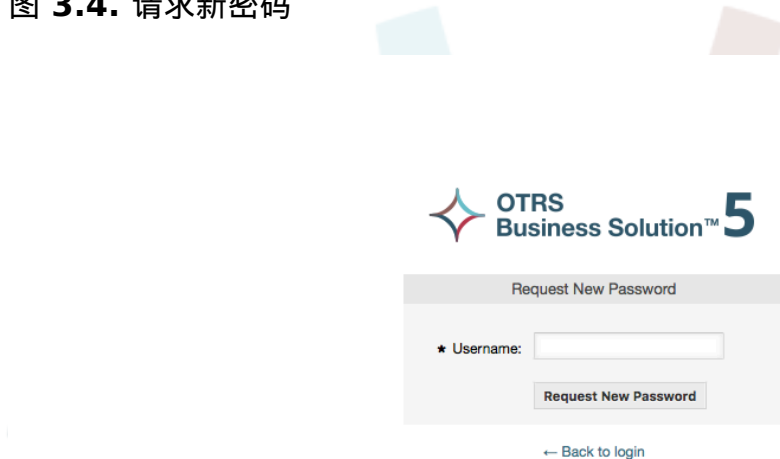 图 3.4. 请求新密码
OTRS
Business Solution™ 5
Request New Password
* Username:
Request New Password
← Back to login